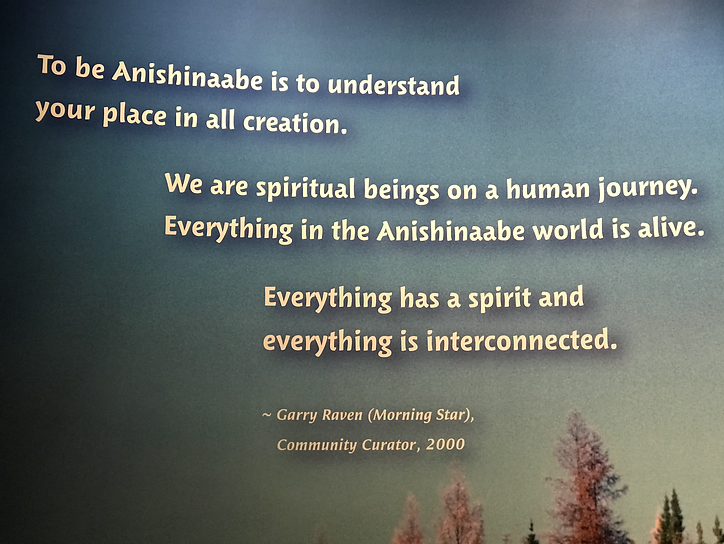 To be Anishinaabe is to understand
your place in all creation.
We are spiritual beings on a human journey.
Everything in the Anishinaabe world is alive.
Everything has a spirit and
everything is interconnected.
~ Garry Raven (Morning Star),
Community Curator, 2000